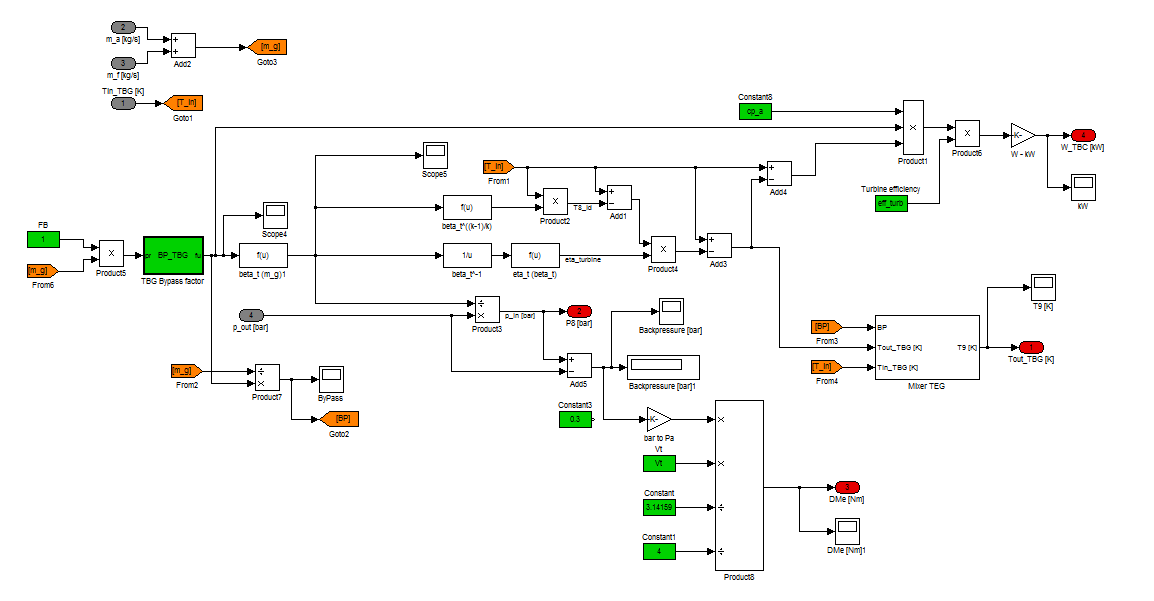 2
m_a [kg/s]
3
m_f [kg/s]
+
+
Add2
[m_g]
Goto3
TIn_TBG [K]
1
[T_in]
Goto1
Constant8
cp_a
×
Product1
×
Product6
-K-
W - kW
4
W_TBC [kW]
kW
Scope5
[T_in]
From1
+
−
Add4
Turbine efficiency
eff_turb
f(u)
beta_t^((k-1)/k)
×
Product2
T8_id
+
−
Add1
FB
1
[m_g]
From6
×
Product5
pr
BP_TBG
fu
TBG Bypass factor
Scope4
f(u)
beta_t (m_g)1
1/u
beta_t^-1
f(u)
eta_t (beta_t)
eta_turbine
×
Product4
+
−
Add3
4
p_out [bar]
÷
×
Product3
p_in [bar]
2
P8 [bar]
Backpressure [bar]
T9 [K]
[BP]
From3
[T_in]
From4
BP
Tout_TBG [K]
TIn_TBG [K]
T9 [K]
Mixer TEG
1
Tout_TBG [K]
[m_g]
From2
÷
×
Product7
ByPass
[BP]
Goto2
+
−
Add5
Backpressure [bar]1
Constant3
0.3
-K-
bar to Pa
Vt
Vt
Constant
3.14159
Constant1
4
×
×
÷
÷
Product8
3
DMe [Nm]
DMe [Nm]1